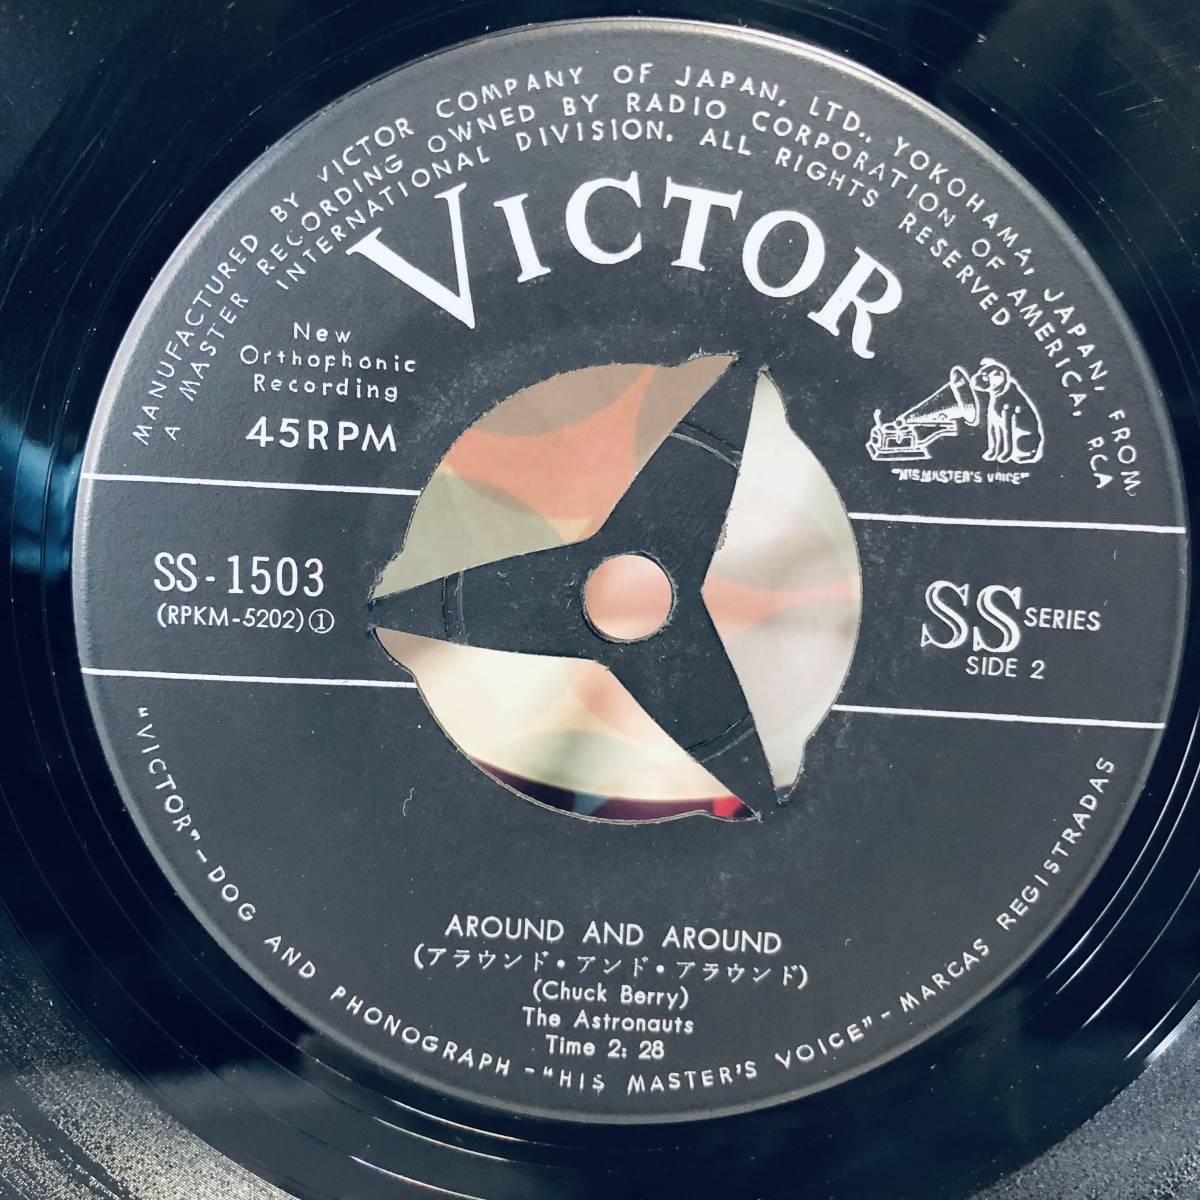 MANUFACTURED BY VICTOR COMPANY OF JAPAN, LTD., YOKOHAMA, JAPAN, FROM
A MASTER RECORDING OWNED BY RADIO CORPORATION OF AMERICA, RCA
INTERNATIONAL DIVISION. ALL RIGHTS RESERVED
VICTOR
New
Orthophonic
Recording
45RPM
"HIS MASTER'S VOICE"
SS-1503
(RPKM-5202)①
SS SERIES
SIDE 2
AROUND AND AROUND
(アラウンド・アンド・アラウンド)
(Chuck Berry)
The Astronauts
Time 2:28
"VICTOR"-DOG AND PHONOGRAPH-"HIS MASTER'S VOICE"-MARCAS REGISTRADAS